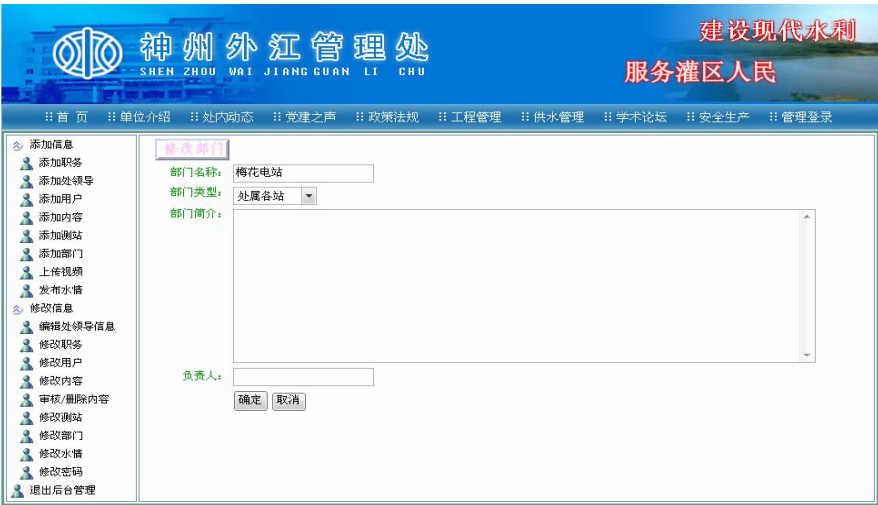 神州外江管理处
SHEN ZHOU WAI JIANG GUAN LI CHU
建设现代水利
服务灌区人民
⠿首 页 ⠿单位介绍 ⠿处内动态 ⠿党建之声 ⠿政策法规 ⠿工程管理 ⠿供水管理 ⠿学术论坛 ⠿安全生产 ⠿管理登录
添加信息
添加职务
添加处领导
添加用户
添加内容
添加测站
添加部门
上传视频
发布水情
修改信息
编辑处领导信息
修改职务
修改用户
修改内容
审核/删除内容
修改测站
修改部门
修改水情
修改密码
退出后台管理
修改部门
部门名称： 梅花电站
部门类型： 处属各站
部门简介：
负责人：
确定 取消